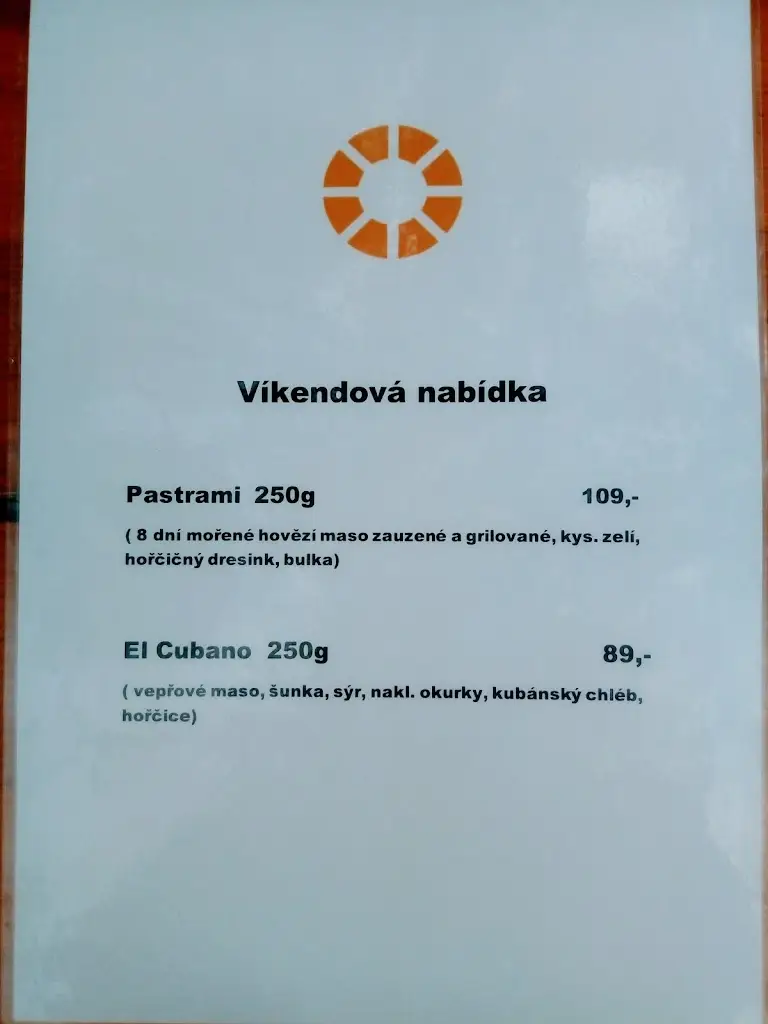 Víkendová nabídka
Pastrami 250g 109,-
( 8 dní mořené hovězí maso zauzené a grilované, kys. zelí,
hořčičný dresink, bulka)
El Cubano 250g 89,-
( vepřové maso, šunka, sýr, nakl. okurky, kubánský chléb,
hořčice)